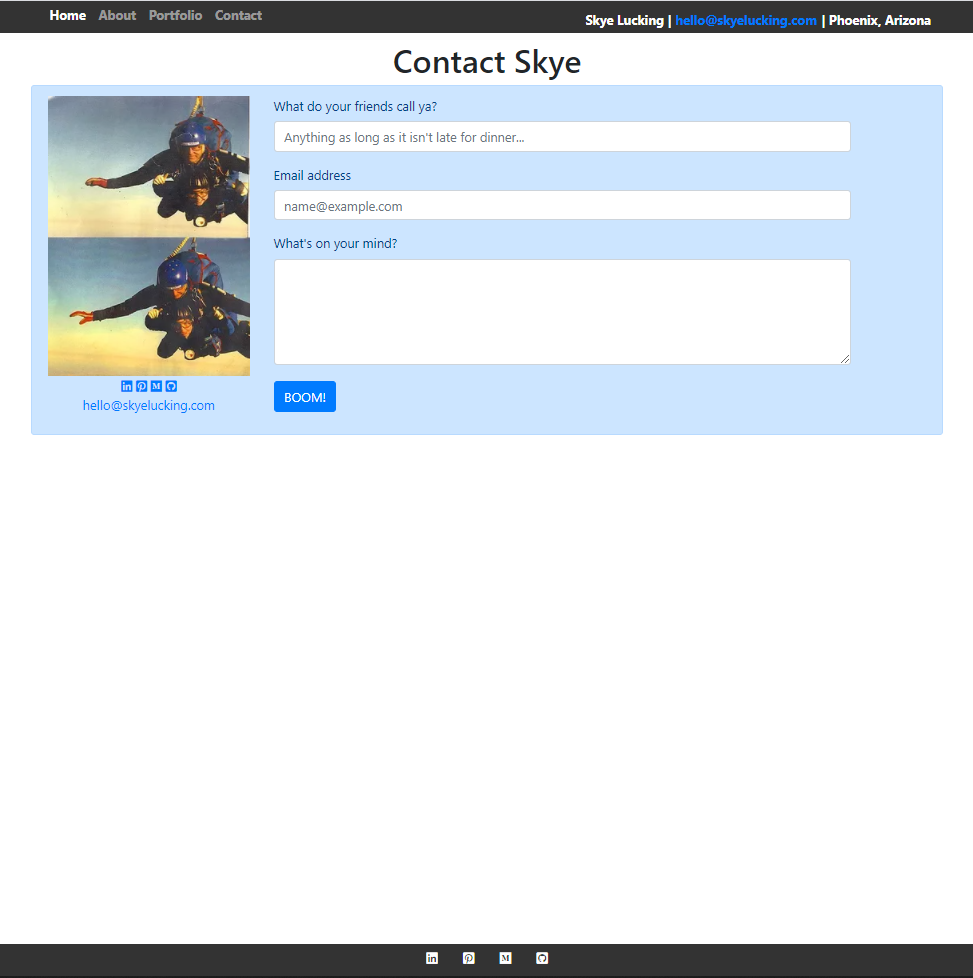 Home About Portfolio Contact
Skye Lucking | hello@skyelucking.com | Phoenix, Arizona
Contact Skye
What do your friends call ya?
Anything as long as it isn't late for dinner...
Email address
name@example.com
What's on your mind?
BOOM!
hello@skyelucking.com